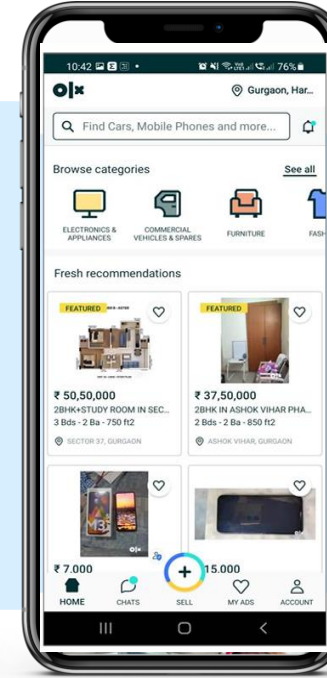 10:42
76%
olx
Gurgaon, Har...
Find Cars, Mobile Phones and more...
Browse categories
See all
ELECTRONICS &
APPLIANCES
COMMERCIAL
VEHICLES & SPARES
FURNITURE
FASH
Fresh recommendations
FEATURED
FEATURED
₹ 50,50,000
2BHK+STUDY ROOM IN SEC...
3 Bds - 2 Ba - 750 ft2
SECTOR 37, GURGAON
₹ 37,50,000
2BHK IN ASHOK VIHAR PHA...
2 Bds - 2 Ba - 850 ft2
ASHOK VIHAR, GURGAON
olx
olx
₹ 7,000
15,000
HOME
CHATS
SELL
MY ADS
ACCOUNT